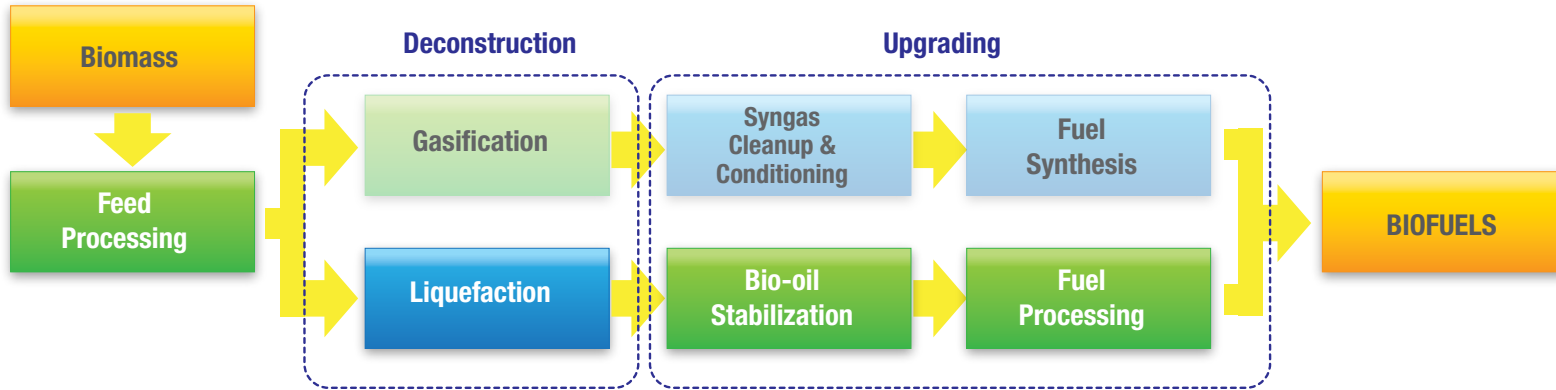 Deconstruction
Upgrading
Biomass
Feed
Processing
Gasification
Syngas
Cleanup &
Conditioning
Fuel
Synthesis
Liquefaction
Bio-oil
Stabilization
Fuel
Processing
BIOFUELS